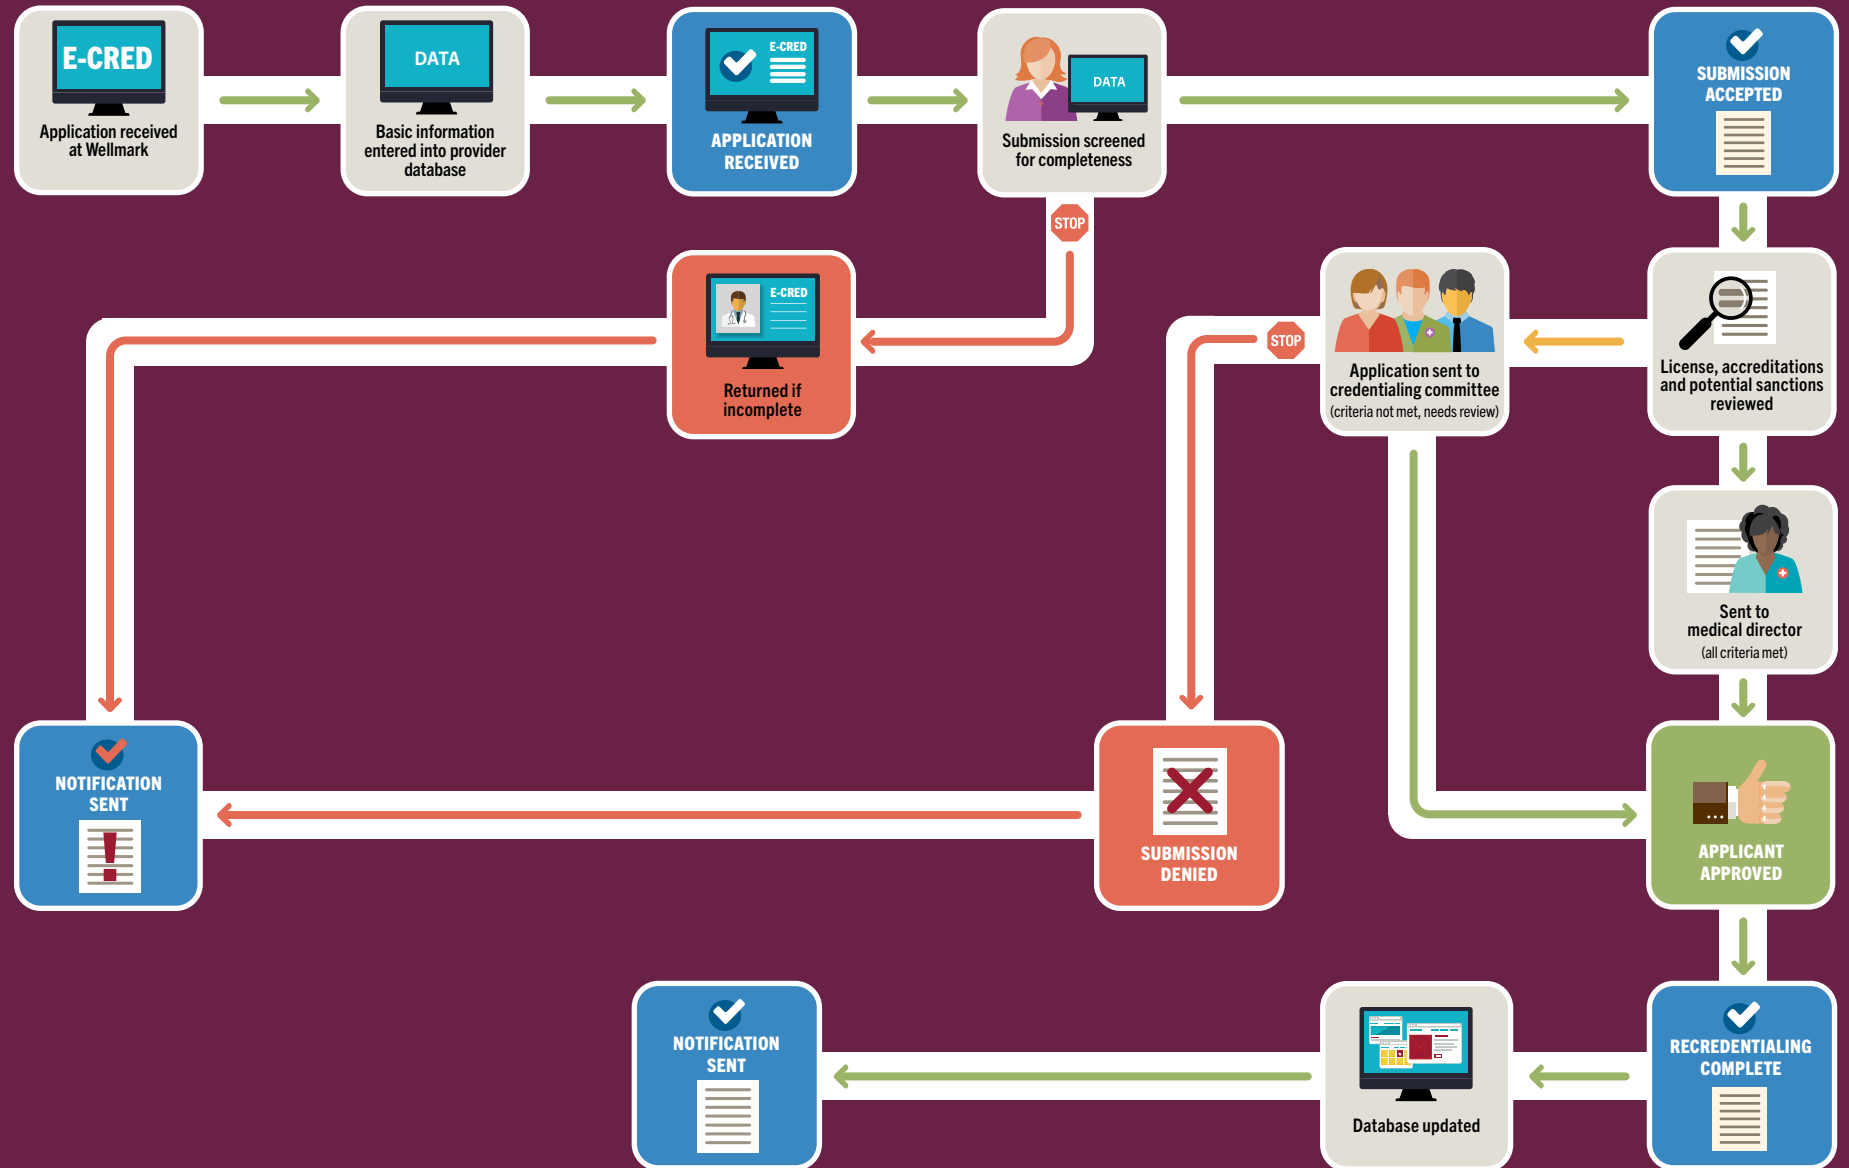 E-CRED
Application received
at Wellmark
DATA
Basic information
entered into provider
database
E-CRED
APPLICATION
RECEIVED
DATA
Submission screened
for completeness
SUBMISSION
ACCEPTED
STOP
E-CRED
Returned if
incomplete
STOP
Application sent to
credentialing committee
(criteria not met, needs review)
License, accreditations
and potential sanctions
reviewed
Sent to
medical director
(all criteria met)
NOTIFICATION
SENT
!
SUBMISSION
DENIED
APPLICANT
APPROVED
NOTIFICATION
SENT
Database updated
RECREDENTIALING
COMPLETE